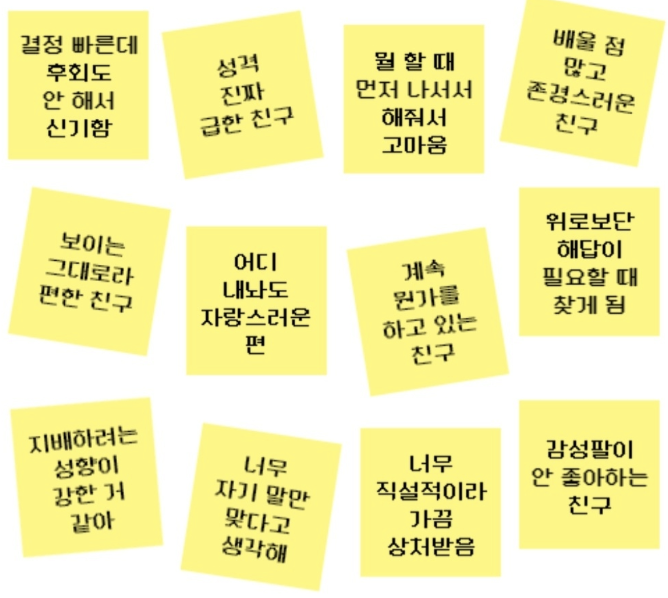 결정 빠른데
후회도
안 해서
신기함
성격
진짜
급한 친구
뭘 할 때
먼저 나서서
해줘서
고마움
배울 점
많고
존경스러운
친구
보이는
그대로라
편한 친구
어디
내놔도
자랑스러운
편
계속
뭔가를
하고 있는
친구
위로보단
해답이
필요할 때
찾게 됨
지배하려는
성향이
강한 거
같아
너무
자기 말만
맞다고
생각해
너무
직설적이라
가끔
상처받음
감성팔이
안 좋아하는
친구